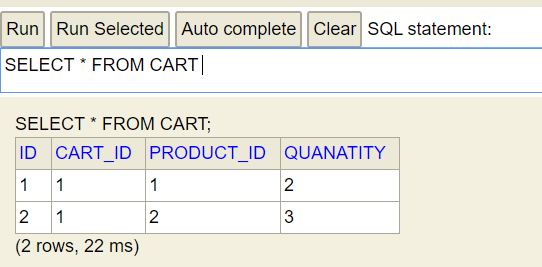 Run Run Selected Auto complete Clear SQL statement:
SELECT * FROM CART
SELECT * FROM CART;
ID CART_ID PRODUCT_ID QUANATITY
1 1 1 2
2 1 2 3
(2 rows, 22 ms)